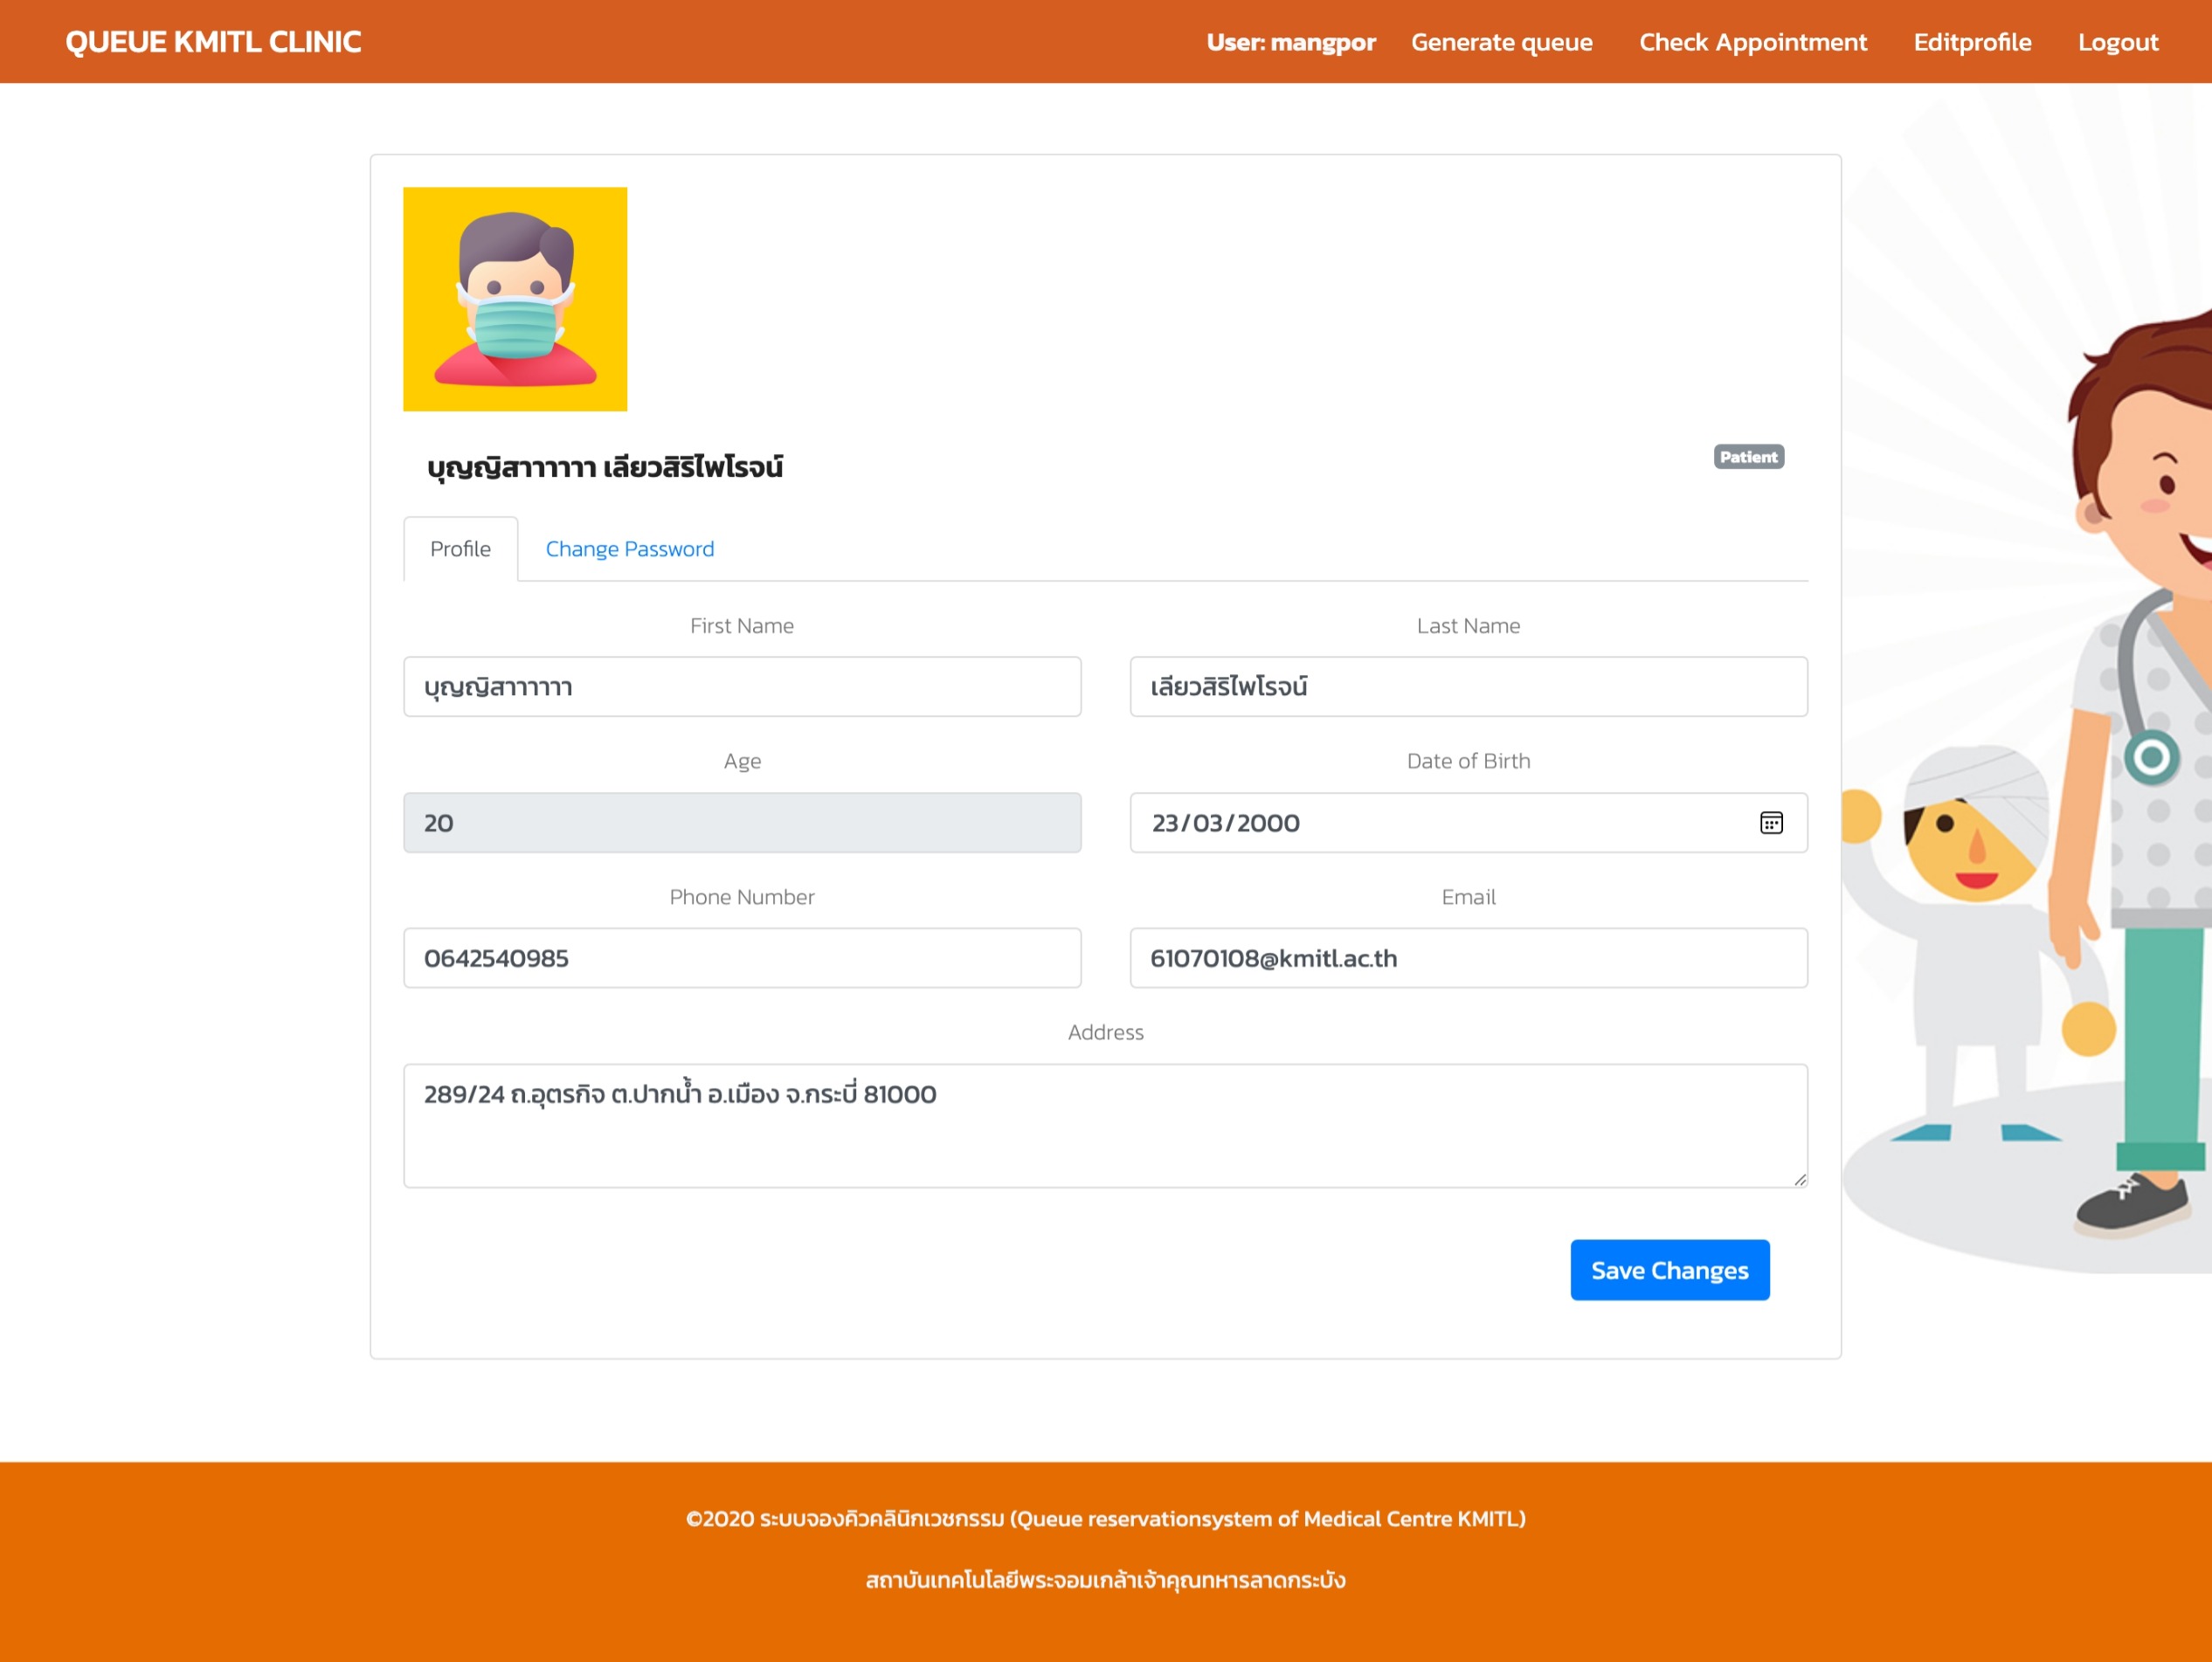 QUEUE KMITL CLINIC
User: mangpor Generate queue Check Appointment Editprofile Logout
บุญญิสาาาาาา เลียวสิริไพโรจน์
Patient
Profile Change Password
First Name Last Name
บุญญิสาาาาาา เลียวสิริไพโรจน์
Age Date of Birth
20 23/03/2000
Phone Number Email
0642540985 61070108@kmitl.ac.th
Address
289/24 ถ.อุตรกิจ ต.ปากน้ำ อ.เมือง จ.กระบี่ 81000
Save Changes
©2020 ระบบจองคิวคลินิกเวชกรรม (Queue reservationsystem of Medical Centre KMITL)
สถาบันเทคโนโลยีพระจอมเกล้าเจ้าคุณทหารลาดกระบัง